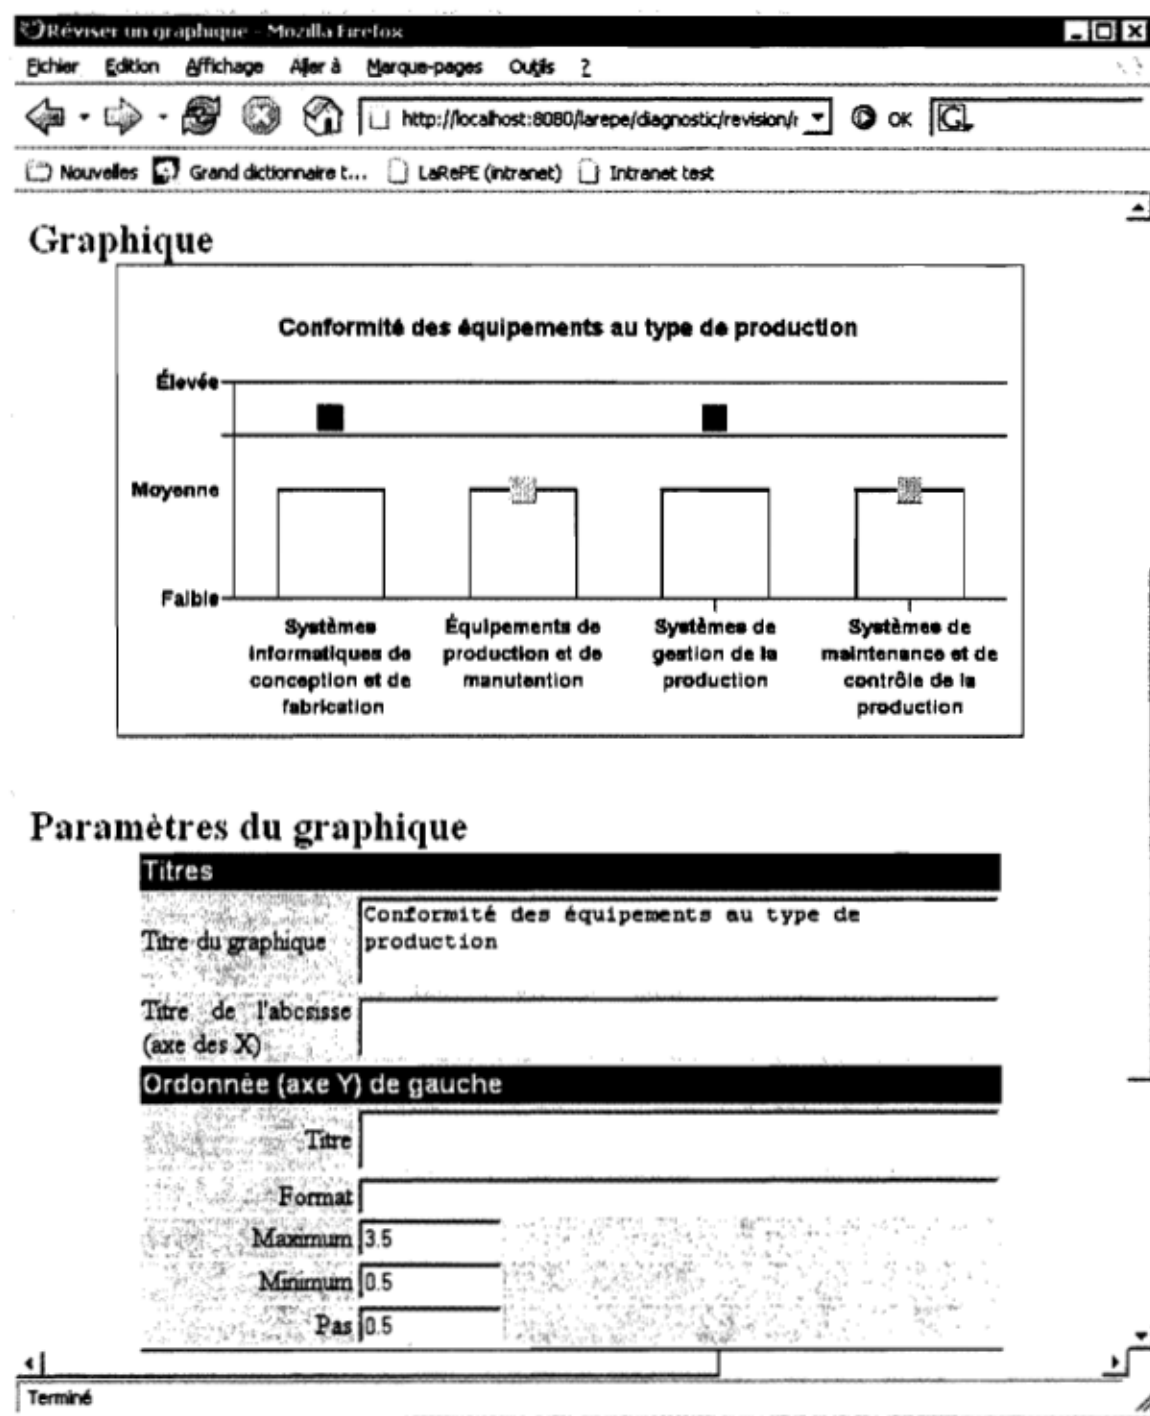 Réviser un graphique - Mozilla Firefox
Fichier Edition Affichage Aller à Marque-pages Outils ?
http://localhost:8080/larepe/diagnostic/revision/r OK G
Nouvelles Grand dictionnaire t... LaRePE (intranet) Intranet test
Graphique
Conformité des équipements au type de production
Élevée
Moyenne
Faible
Systèmes informatiques de conception et de fabrication
Équipements de production et de manutention
Systèmes de gestion de la production
Systèmes de maintenance et de contrôle de la production
Paramètres du graphique
Titres
Titre du graphique
Conformité des équipements au type de
production
Titre de l'abcsisse
(axe des X)
Ordonnée (axe Y) de gauche
Titre
Format
Maximum 3.5
Minimum 0.5
Pas 0.5
Terminé